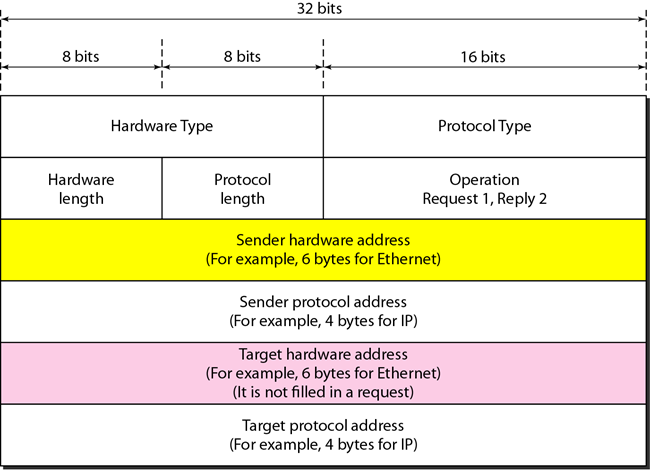 32 bits
8 bits
8 bits
16 bits
Hardware Type
Protocol Type
Hardware
length
Protocol
length
Operation
Request 1, Reply 2
Sender hardware address
(For example, 6 bytes for Ethernet)
Sender protocol address
(For example, 4 bytes for IP)
Target hardware address
(For example, 6 bytes for Ethernet)
(It is not filled in a request)
Target protocol address
(For example, 4 bytes for IP)